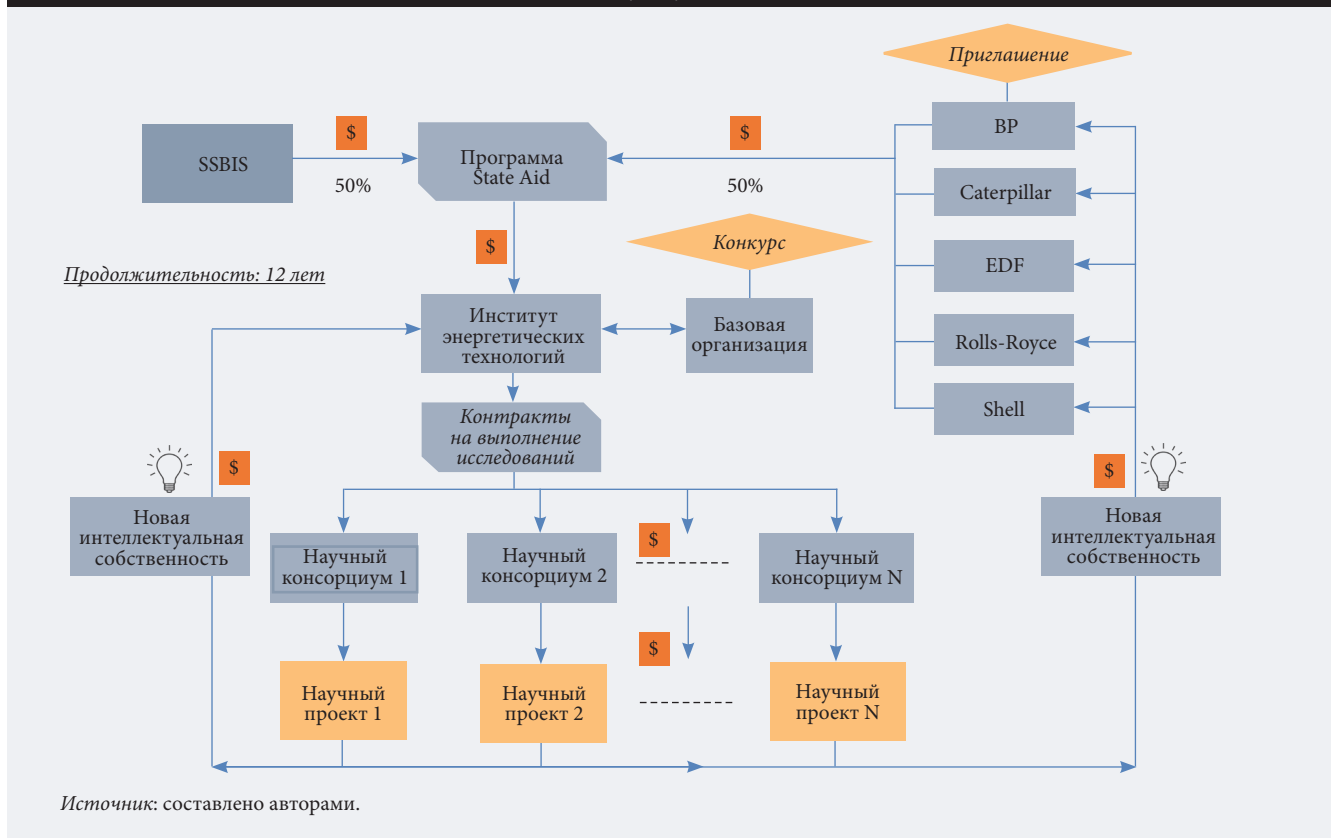 Приглашение
BP
$
$
SSBIS
Программа
State Aid
50%
50%
Caterpillar
$
Конкурс
Продолжительность: 12 лет
EDF
Институт
энергетических
технологий
Базовая
организация
Rolls-Royce
Shell
Контракты
на выполнение
исследований
$
$
Новая
интеллектуальная
собственность
Новая
интеллектуальная
собственность
Научный
консорциум 1
Научный
консорциум 2
$
Научный
консорциум N
$
Научный
проект 1
Научный
проект 2
Научный
проект N
Источник: составлено авторами.